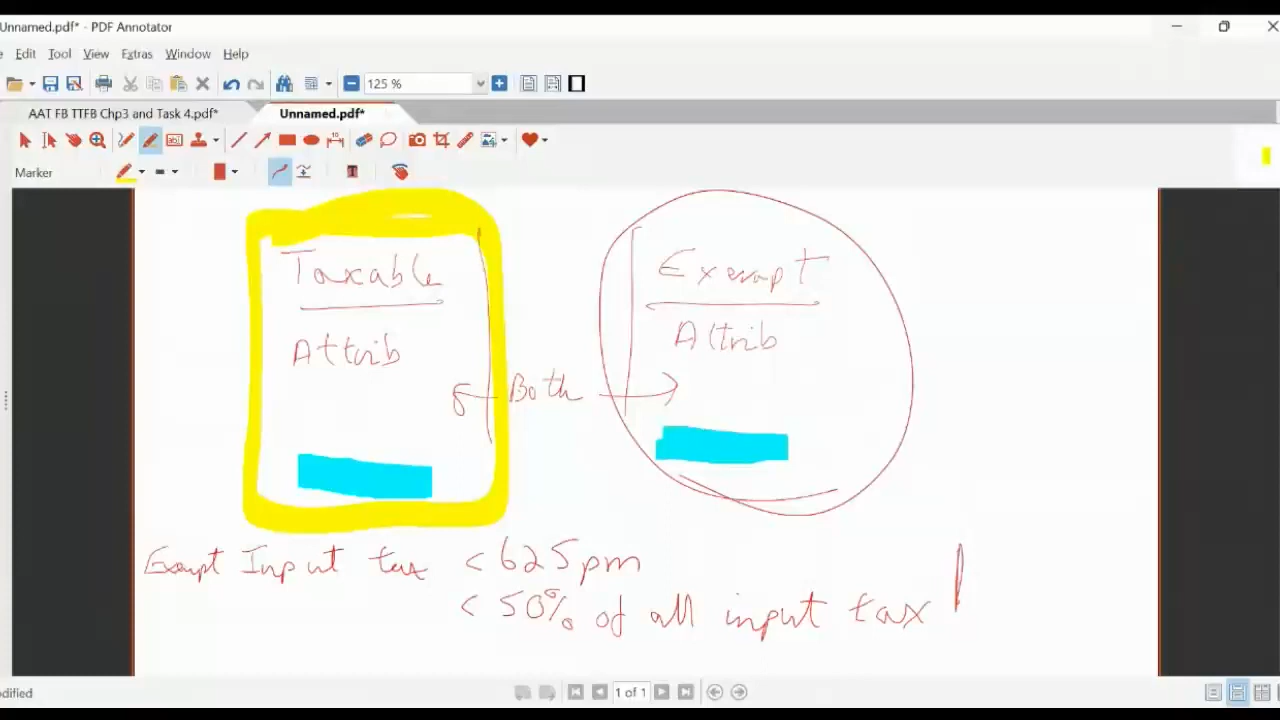 Unnamed.pdf* - PDF Annotator
Edit Tool View Extras Window Help
125 %
AAT FB TTFB Chp3 and Task 4.pdf* Unnamed.pdf*
Marker
Taxable Exempt
Attrib Attrib
Both
Exempt Input tax < 625 pm
< 50% of all input tax
1 of 1
odified